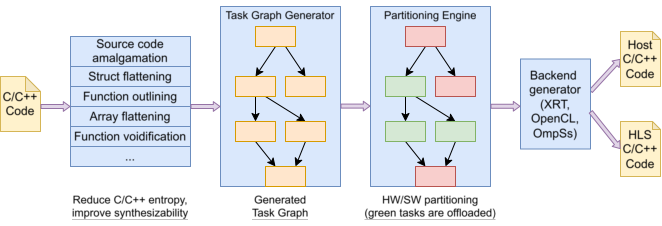 C/C++
Code
Source code
amalgamation
Struct flattening
Function outlining
Array flattening
Function voidification
...
Reduce C/C++ entropy,
improve synthesizability
Task Graph Generator
Generated
Task Graph
Partitioning Engine
HW/SW partitioning
(green tasks are offloaded)
Backend
generator
(XRT,
OpenCL,
OmpSs)
Host
C/C++
Code
HLS
C/C++
Code